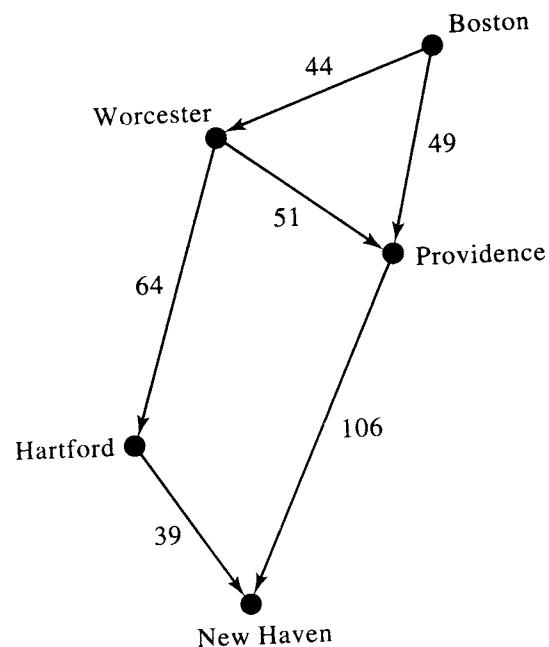 Boston
44
Worcester
49
51
Providence
64
106
Hartford
39
New Haven